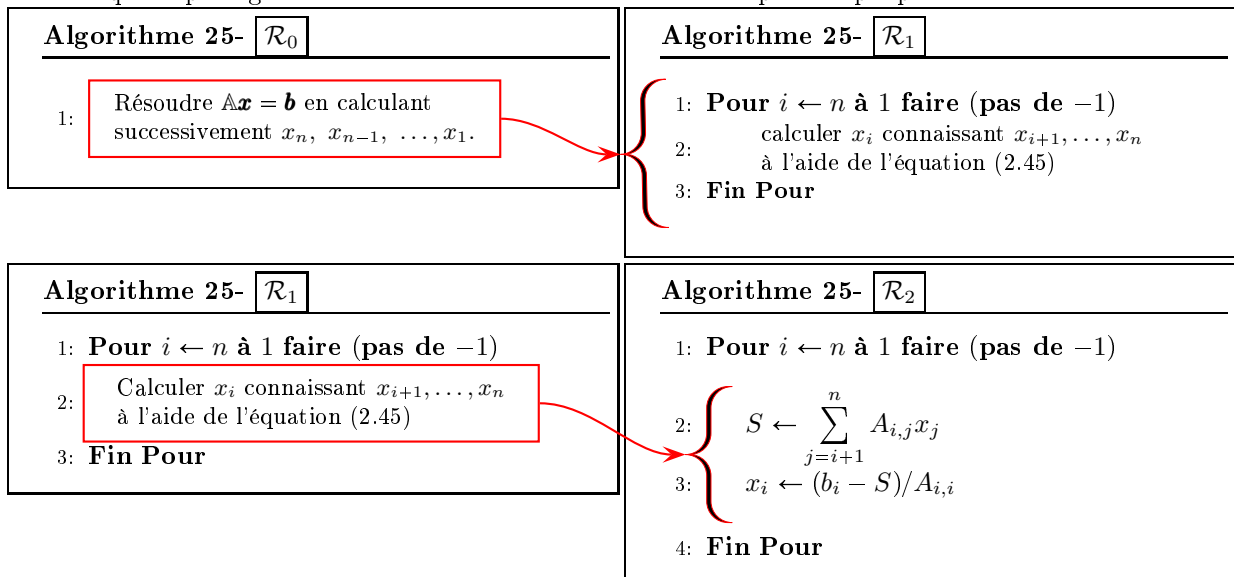 Algorithme 25- R₀
1: Résoudre 𝔸𝒙 = 𝒃 en calculant
successivement xₙ, xₙ₋₁, ..., x₁.
Algorithme 25- R₁
1: Pour i ← n à 1 faire (pas de −1)
2: calculer xᵢ connaissant xᵢ₊₁, ..., xₙ
à l'aide de l'équation (2.45)
3: Fin Pour
Algorithme 25- R₁
1: Pour i ← n à 1 faire (pas de −1)
2: Calculer xᵢ connaissant xᵢ₊₁, ..., xₙ
à l'aide de l'équation (2.45)
3: Fin Pour
Algorithme 25- R₂
1: Pour i ← n à 1 faire (pas de −1)
2: S ← ∑_{j=i+1}^{n} A_{i,j}x_j
3: xᵢ ← (bᵢ − S)/A_{i,i}
4: Fin Pour